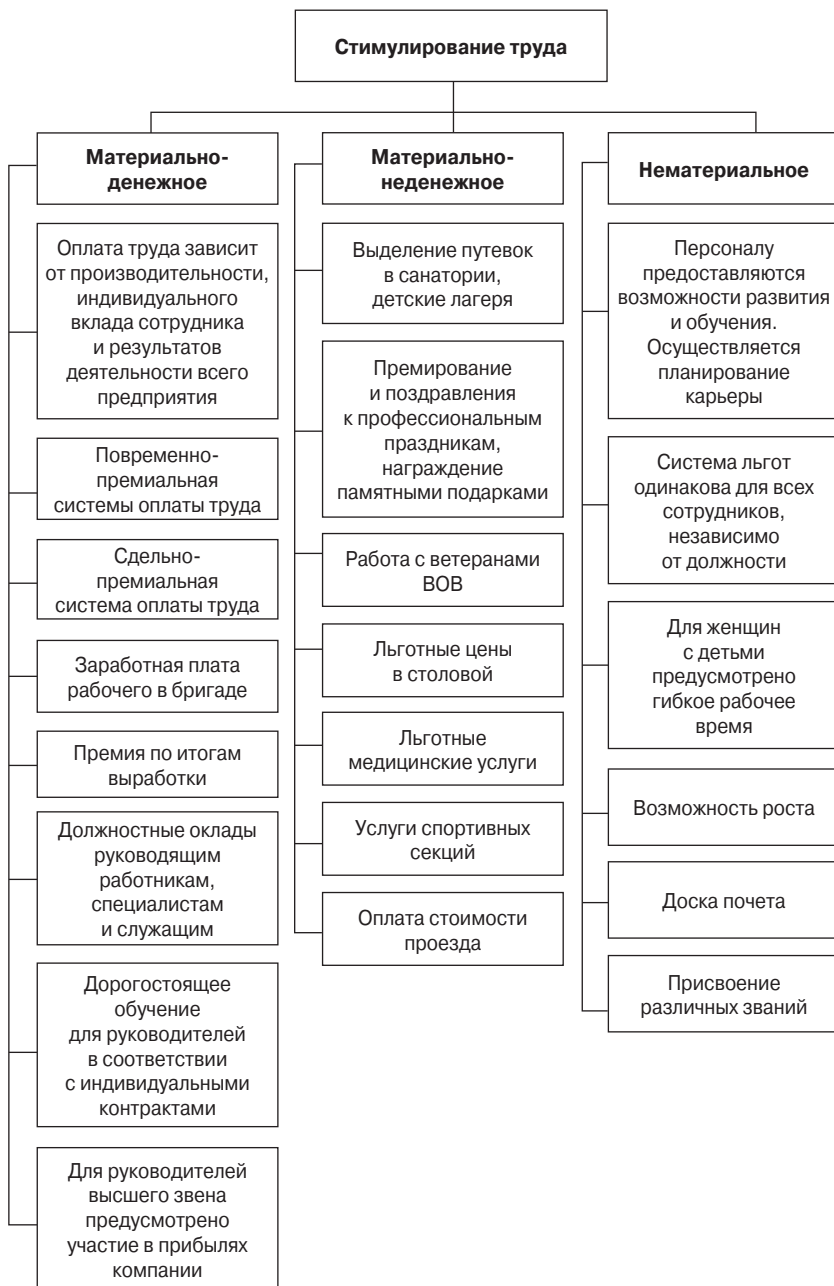 Стимулирование труда
Материально-
денежное
Оплата труда зависит
от производительности,
индивидуального
вклада сотрудника
и результатов
деятельности всего
предприятия
Повременно-
премиальная
системы оплаты труда
Сдельно-
премиальная
система оплаты труда
Заработная плата
рабочего в бригаде
Премия по итогам
выработки
Должностные оклады
руководящим
работникам,
специалистам
и служащим
Дорогостоящее
обучение
для руководителей
в соответствии
с индивидуальными
контрактами
Для руководителей
высшего звена
предусмотрено
участие в прибылях
компании
Материально-
неденежное
Выделение путевок
в санатории,
детские лагеря
Премирование
и поздравления
к профессиональным
праздникам,
награждение
памятными подарками
Работа с ветеранами
ВОВ
Льготные цены
в столовой
Льготные
медицинские услуги
Услуги спортивных
секций
Оплата стоимости
проезда
Нематериальное
Персоналу
предоставляются
возможности развития
и обучения.
Осуществляется
планирование
карьеры
Система льгот
одинакова для всех
сотрудников,
независимо
от должности
Для женщин
с детьми
предусмотрено
гибкое рабочее
время
Возможность роста
Доска почета
Присвоение
различных званий